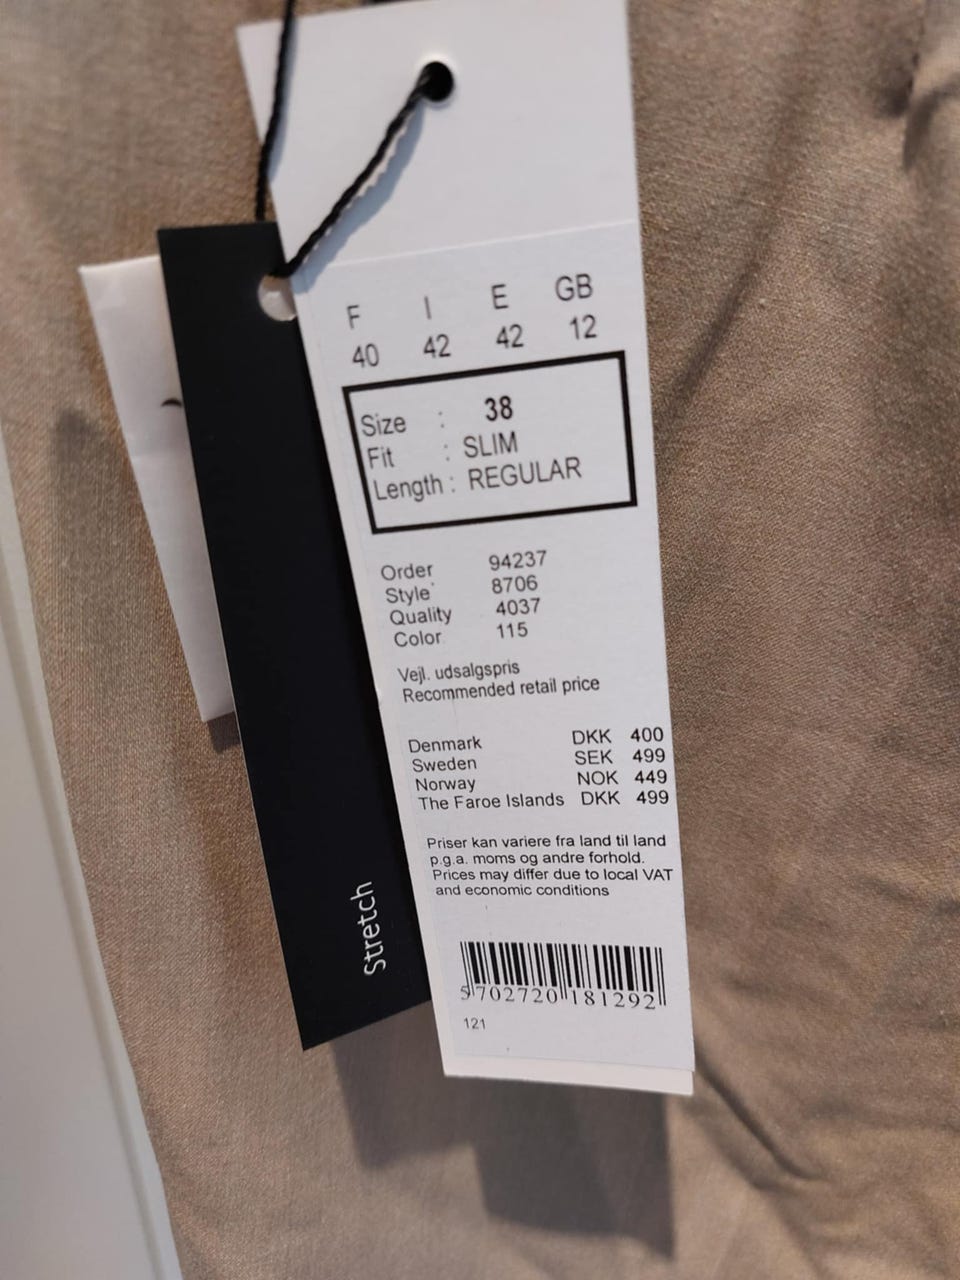 F I E GB
40 42 42 12
Size : 38
Fit : SLIM
Length : REGULAR
Order 94237
Style 8706
Quality 4037
Color 115
Vejl. udsalgspris
Recommended retail price
Denmark DKK 400
Sweden SEK 499
Norway NOK 449
The Faroe Islands DKK 499
Priser kan variere fra land til land
p.g.a. moms og andre forhold.
Prices may differ due to local VAT
and economic conditions
5 702720 181292
121
Stretch